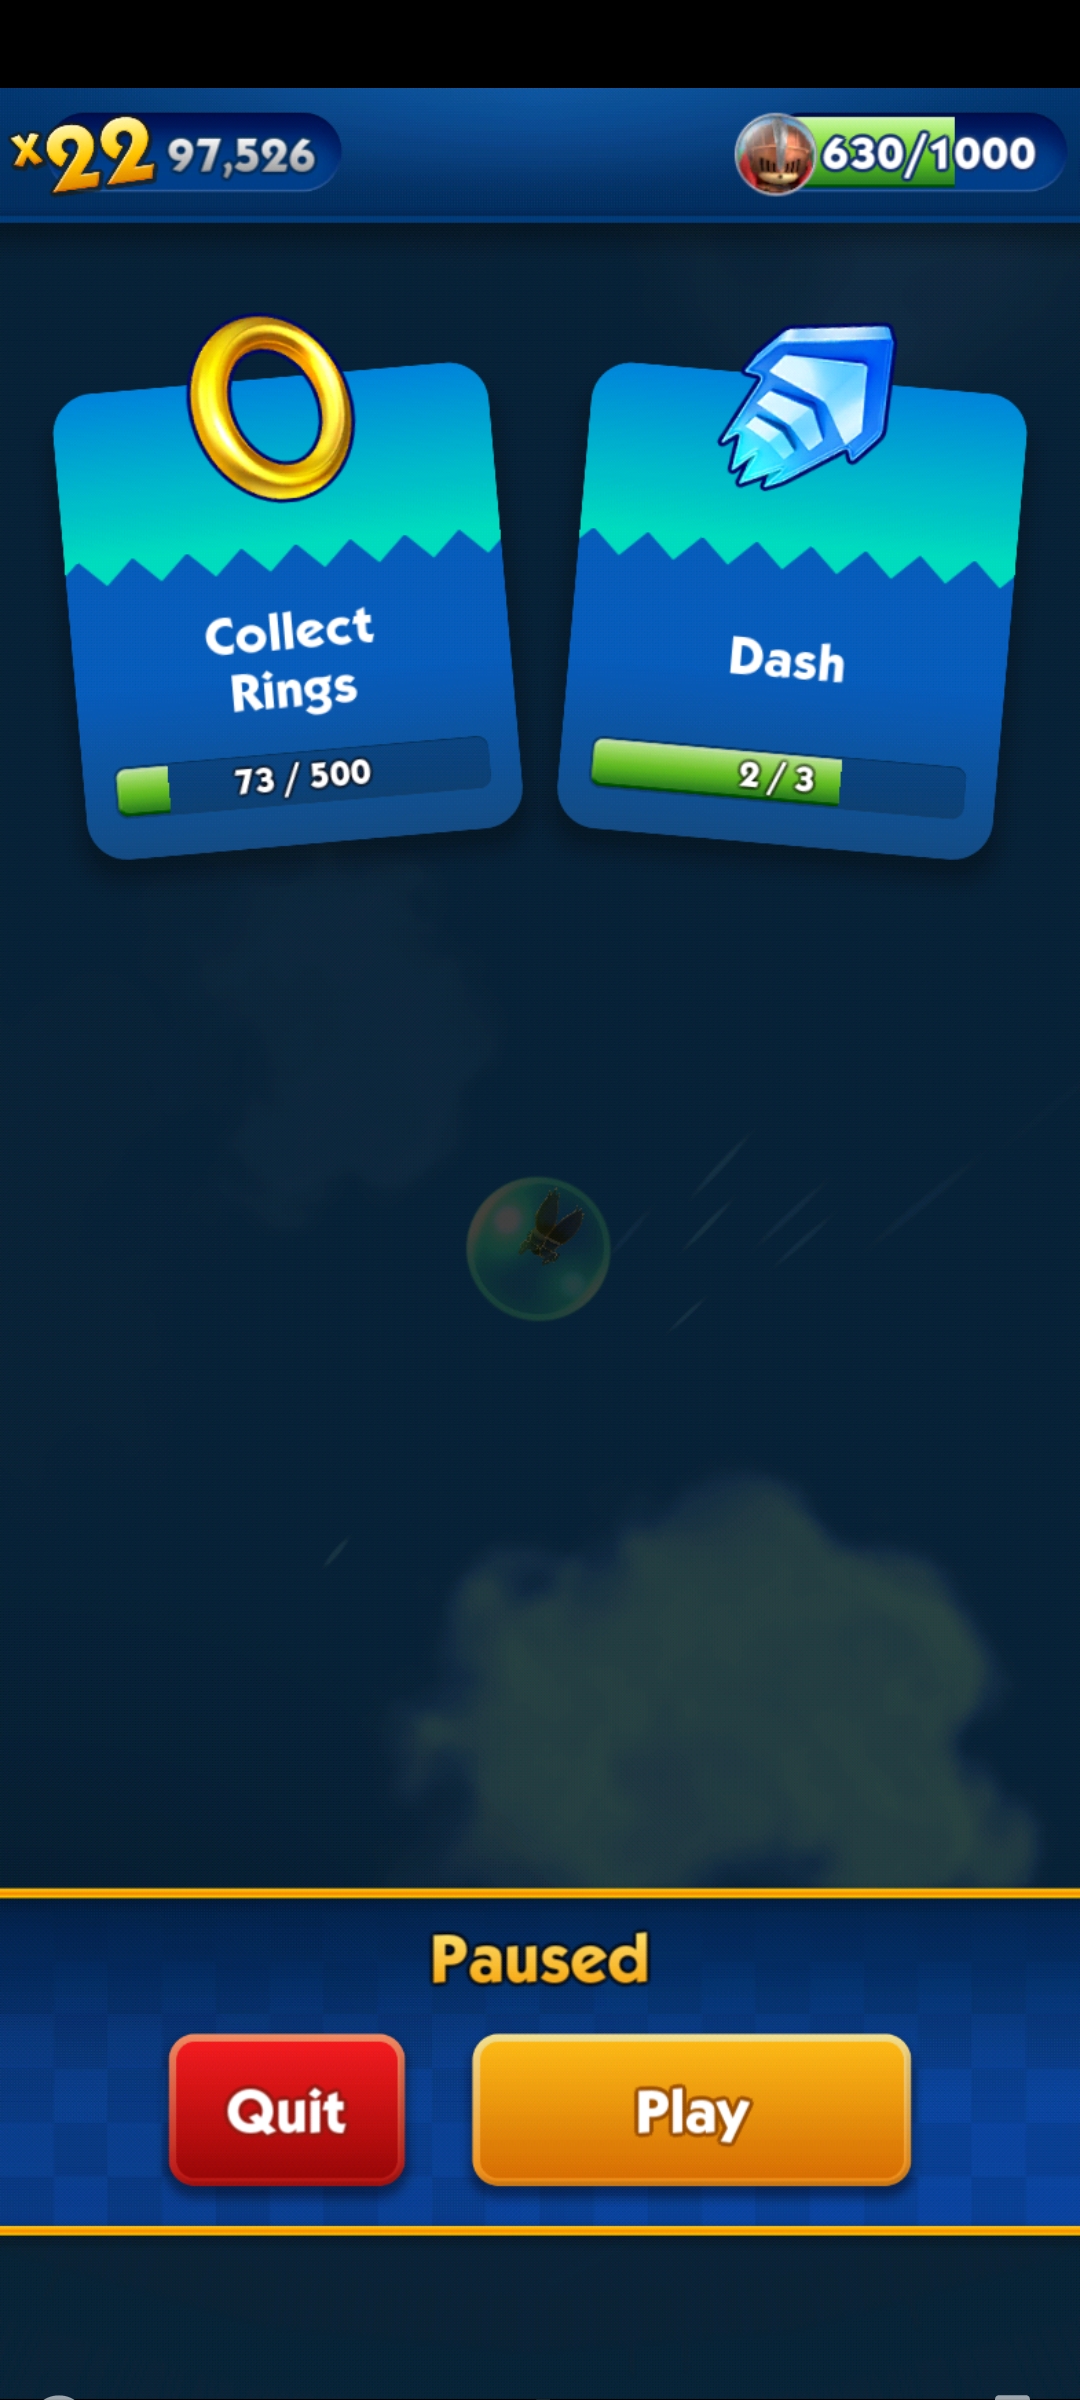 x22 97,526
630/1000
Collect
Rings
73 / 500
Dash
2 / 3
Paused
Quit
Play